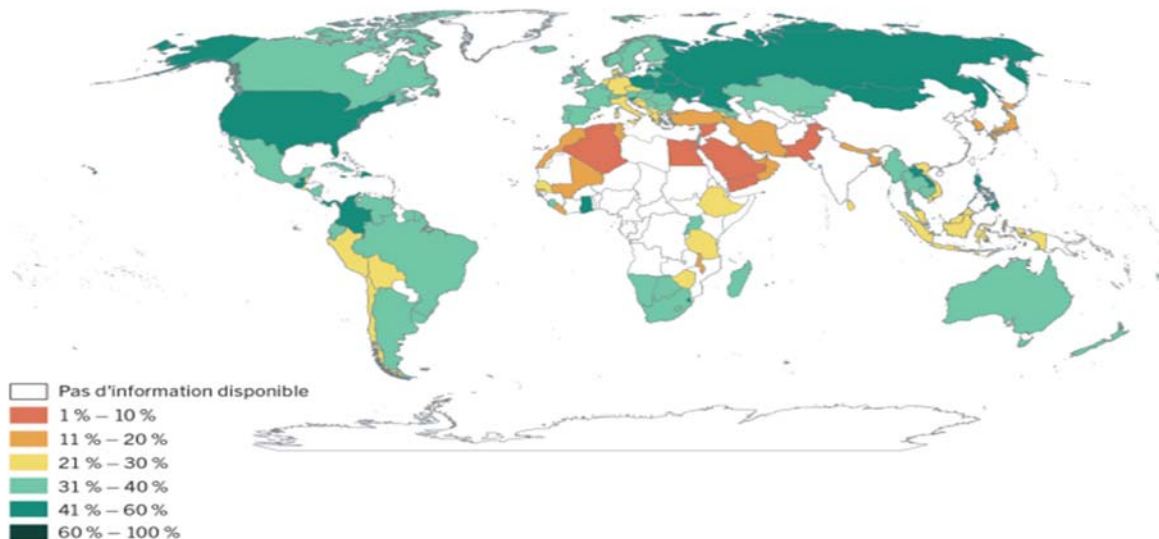 Pas d'information disponible
1 % – 10 %
11 % – 20 %
21 % – 30 %
31 % – 40 %
41 % – 60 %
60 % – 100 %